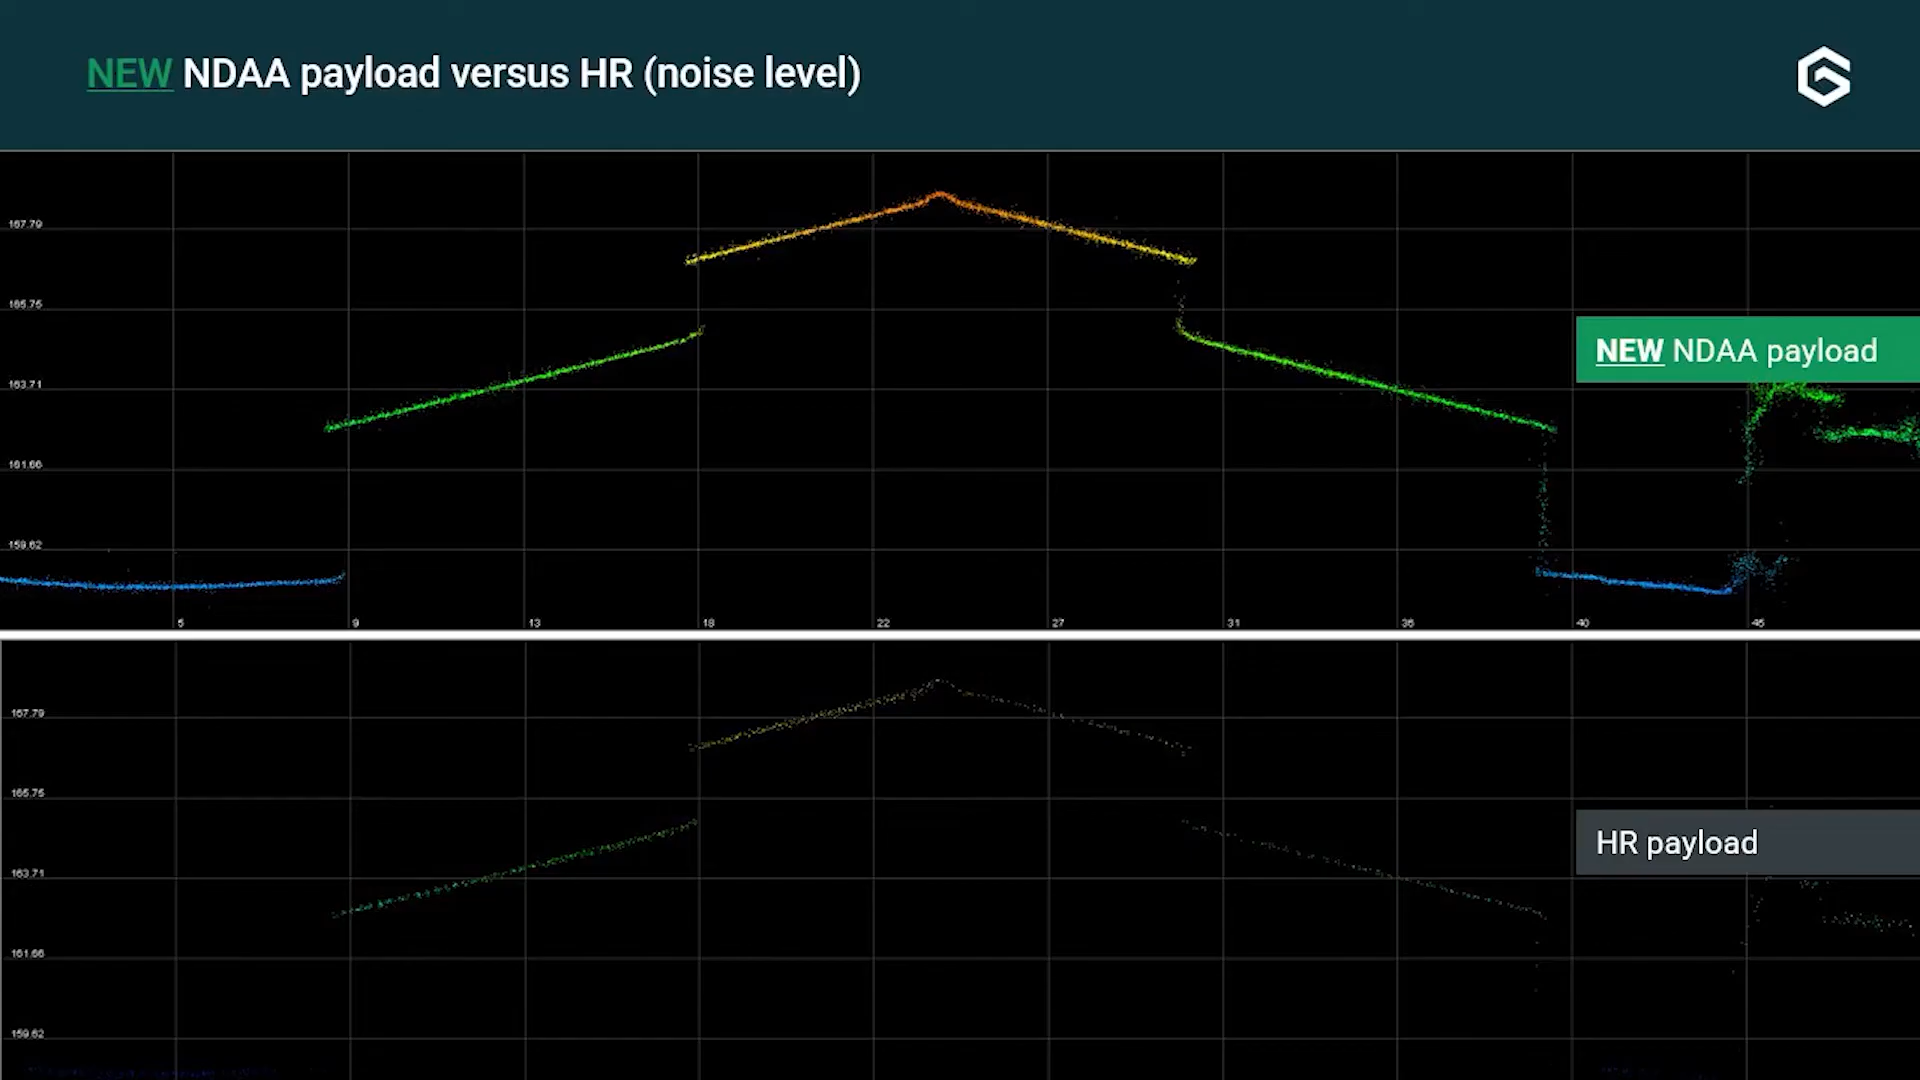 NEW NDAA payload versus HR (noise level)
167.79
165.75
NEW NDAA payload
163.71
161.66
159.62
5 9 13 18 22 27 31 36 40 45
167.79
165.75
HR payload
163.71
161.66
159.62